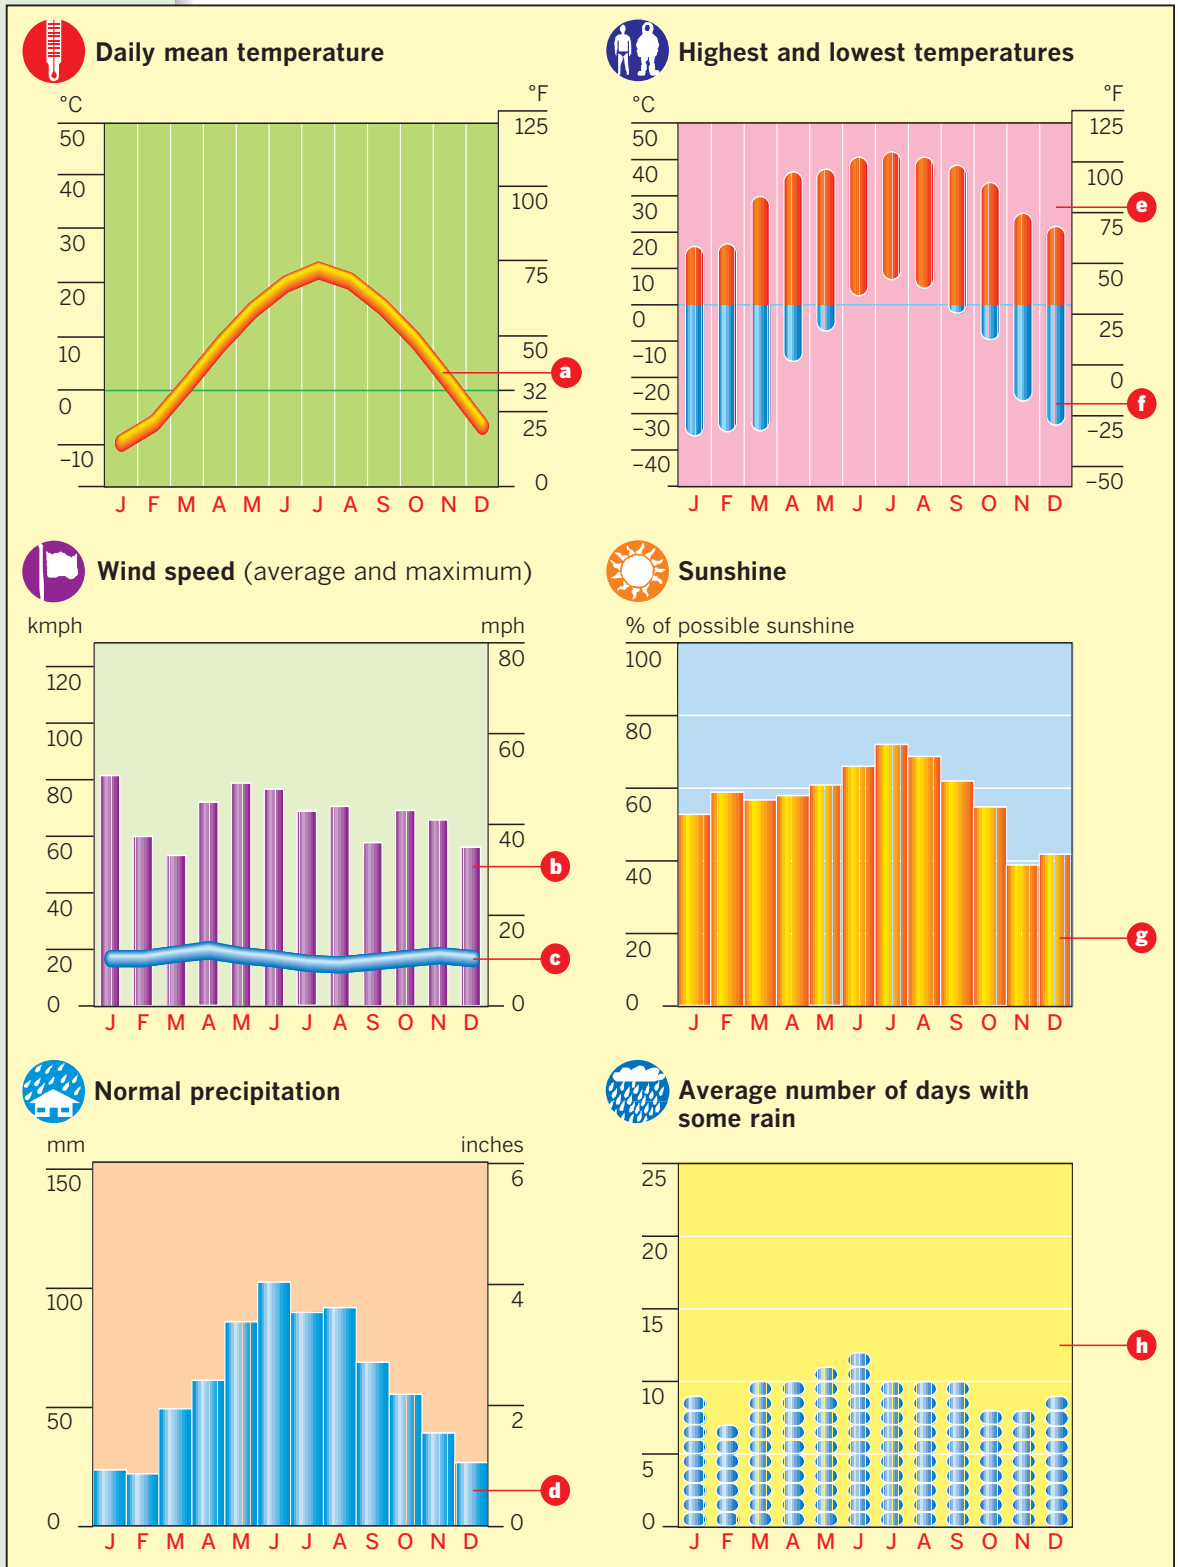 Daily mean temperature
°C
°F
50
40
30
20
10
0
–10
125
100
75
50
32
25
0
a
J F M A M J J A S O N D
Highest and lowest temperatures
°C
°F
50
40
30
20
10
0
–10
–20
–30
–40
125
100
75
50
25
0
–25
–50
e
f
J F M A M J J A S O N D
Wind speed (average and maximum)
kmph
mph
120
100
80
60
40
20
0
80
60
40
20
0
b
c
J F M A M J J A S O N D
Sunshine
% of possible sunshine
100
80
60
40
20
0
g
J F M A M J J A S O N D
Normal precipitation
mm
inches
150
100
50
0
6
4
2
0
d
J F M A M J J A S O N D
Average number of days with
some rain
25
20
15
10
5
0
h
J F M A M J J A S O N D